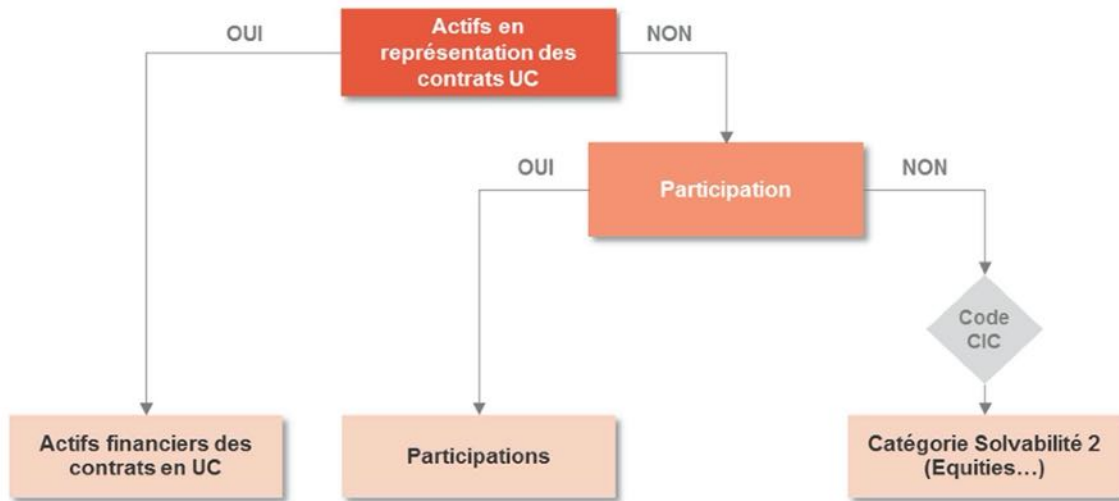 Actifs en
représentation des
contrats UC
OUI
NON
Participation
OUI
NON
Code
CIC
Actifs financiers des
contrats en UC
Participations
Catégorie Solvabilité 2
(Equities…)